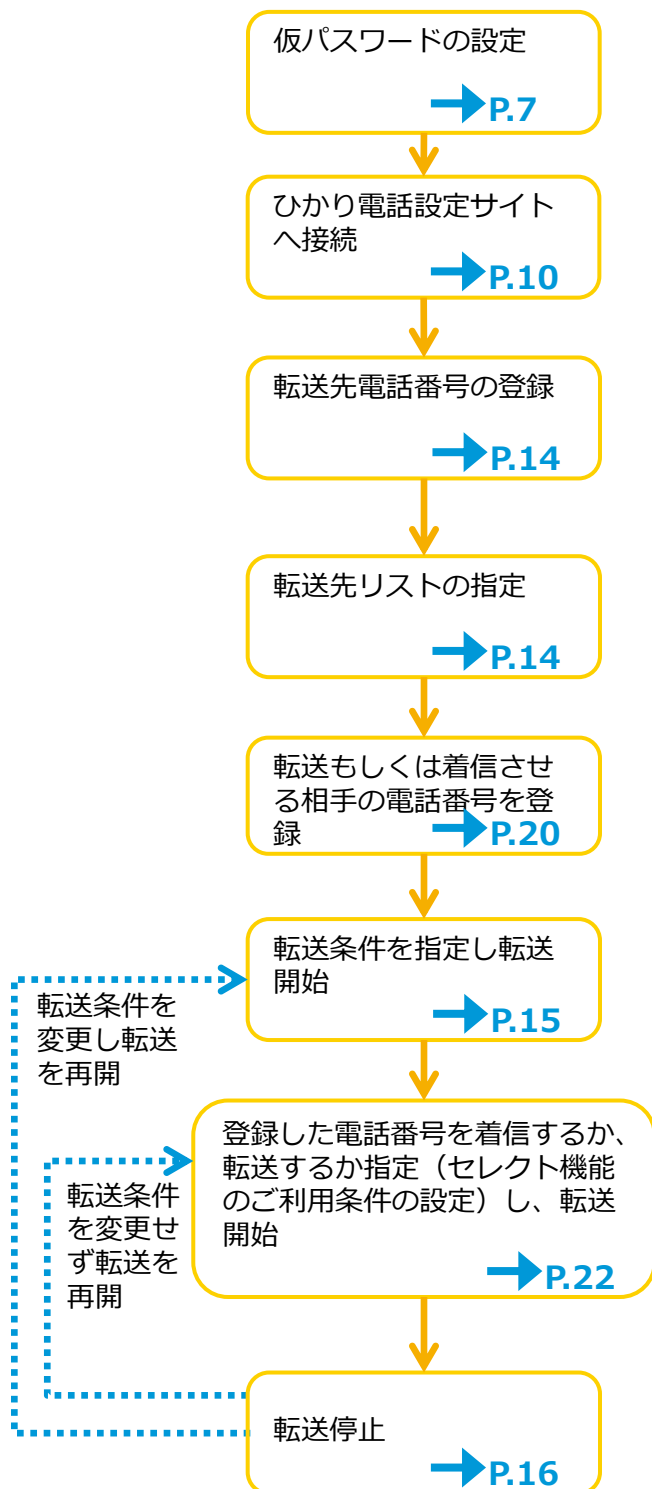 仮パスワードの設定
P.7
ひかり電話設定サイト
へ接続
P.10
転送先電話番号の登録
P.14
転送先リストの指定
P.14
転送もしくは着信させ
る相手の電話番号を登
録
P.20
転送条件を指定し転送
開始
P.15
転送条件を
変更し転送
を再開
登録した電話番号を着信するか、
転送するか指定（セレクト機能
のご利用条件の設定）し、転送
開始
P.22
転送条件
を変更せ
ず転送を
再開
転送停止
P.16